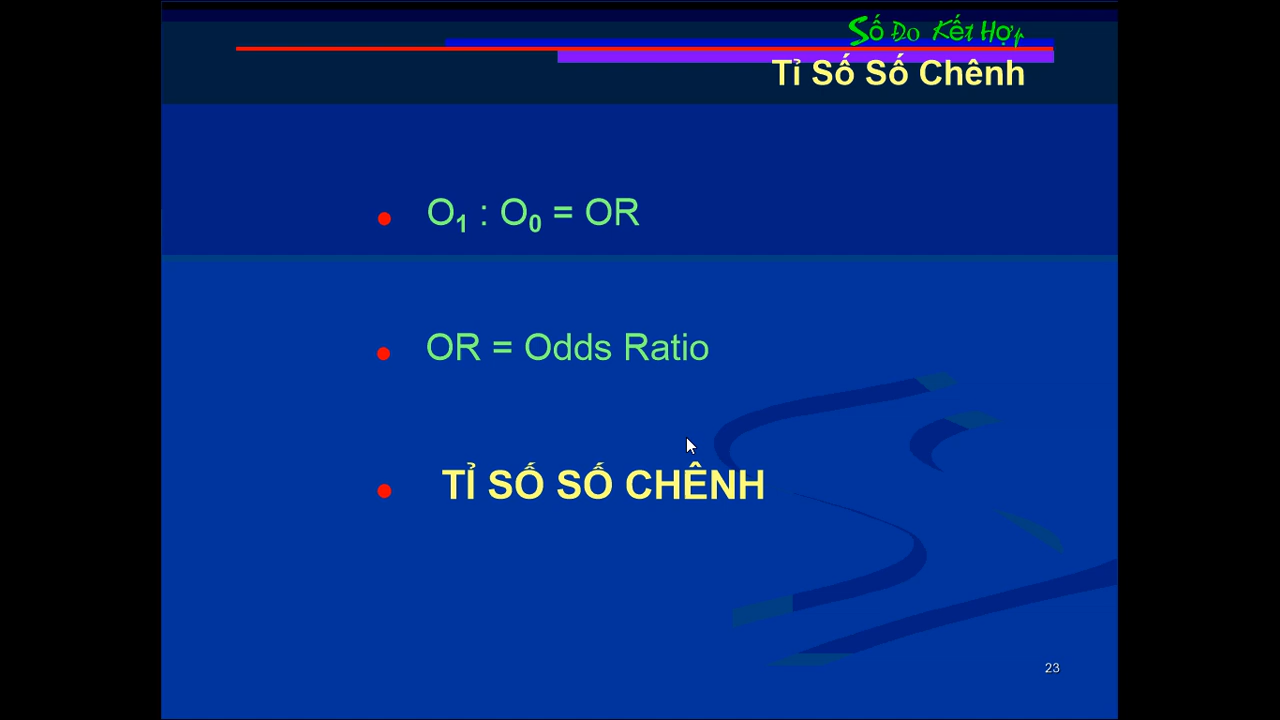 Số Đo Kết Hợp
Tỉ Số Số Chênh
O1 : O0 = OR
OR = Odds Ratio
TỈ SỐ SỐ CHÊNH
23